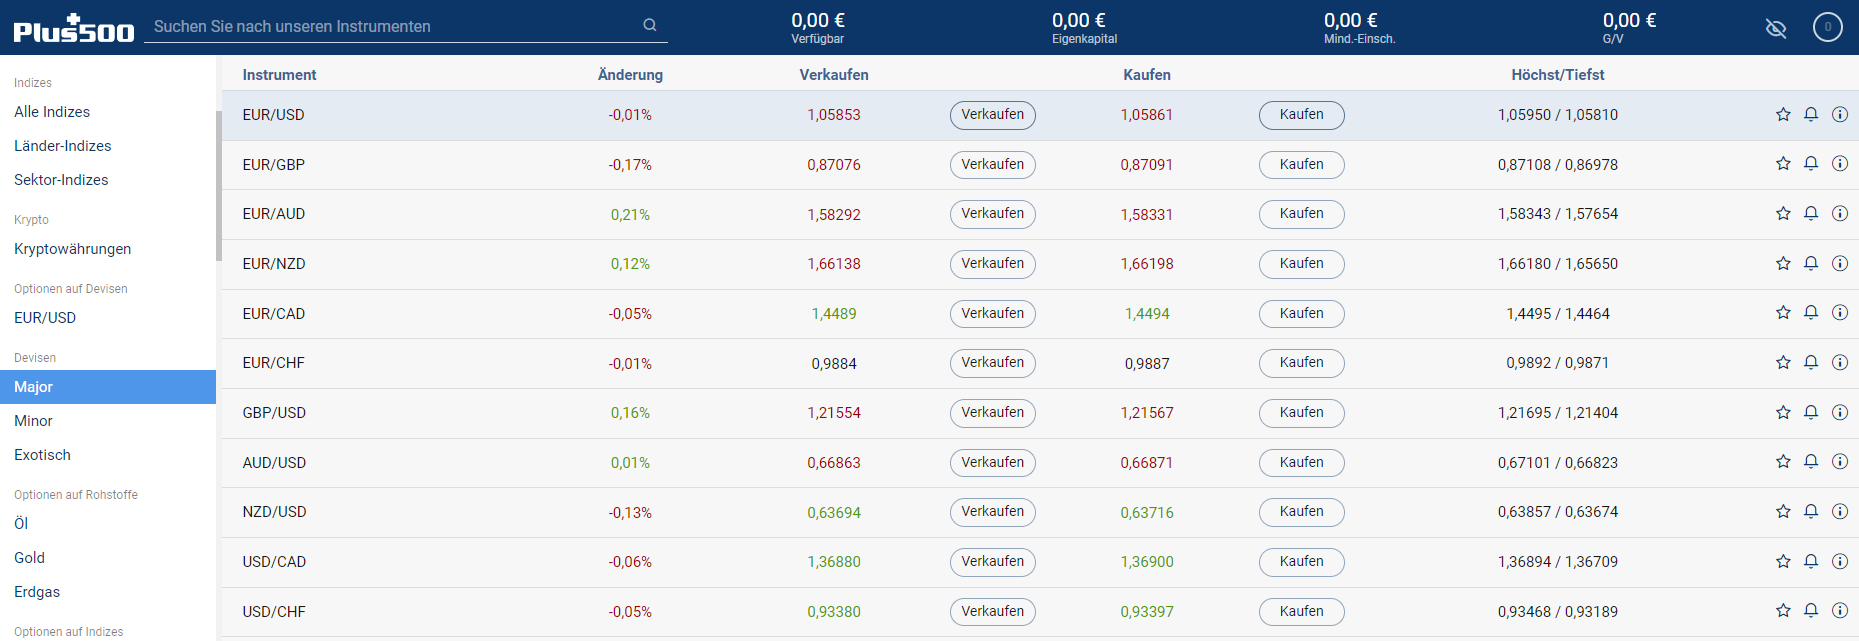 Plus500
Suchen Sie nach unseren Instrumenten
0,00 € 0,00 € 0,00 € 0,00 €
Verfügbar Eigenkapital Mind.-Einsch. G/V
0
Indizes
Alle Indizes
Länder-Indizes
Sektor-Indizes
Krypto
Kryptowährungen
Optionen auf Devisen
EUR/USD
Devisen
Major
Minor
Exotisch
Optionen auf Rohstoffe
Öl
Gold
Erdgas
Optionen auf Indizes
Instrument Änderung Verkaufen Kaufen Höchst/Tiefst
EUR/USD -0,01% 1,05853 Verkaufen 1,05861 Kaufen 1,05950 / 1,05810
EUR/GBP -0,17% 0,87076 Verkaufen 0,87091 Kaufen 0,87108 / 0,86978
EUR/AUD 0,21% 1,58292 Verkaufen 1,58331 Kaufen 1,58343 / 1,57654
EUR/NZD 0,12% 1,66138 Verkaufen 1,66198 Kaufen 1,66180 / 1,65650
EUR/CAD -0,05% 1,4489 Verkaufen 1,4494 Kaufen 1,4495 / 1,4464
EUR/CHF -0,01% 0,9884 Verkaufen 0,9887 Kaufen 0,9892 / 0,9871
GBP/USD 0,16% 1,21554 Verkaufen 1,21567 Kaufen 1,21695 / 1,21404
AUD/USD 0,01% 0,66863 Verkaufen 0,66871 Kaufen 0,67101 / 0,66823
NZD/USD -0,13% 0,63694 Verkaufen 0,63716 Kaufen 0,63857 / 0,63674
USD/CAD -0,06% 1,36880 Verkaufen 1,36900 Kaufen 1,36894 / 1,36709
USD/CHF -0,05% 0,93380 Verkaufen 0,93397 Kaufen 0,93468 / 0,93189